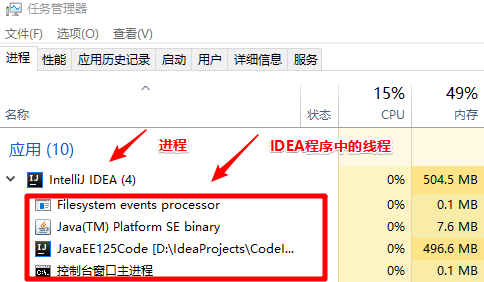 任务管理器
文件(F) 选项(O) 查看(V)
进程 性能 应用历史记录 启动 用户 详细信息 服务
15% 49%
名称 状态 CPU 内存
进程 IDEA程序中的线程
应用 (10)
IntelliJ IDEA (4) 0% 504.5 MB
Filesystem events processor 0% 0.1 MB
Java(TM) Platform SE binary 0% 7.6 MB
JavaEE125Code [D:\IdeaProjects\CodeI... 0% 496.6 MB
控制台窗口主进程 0% 0.1 MB